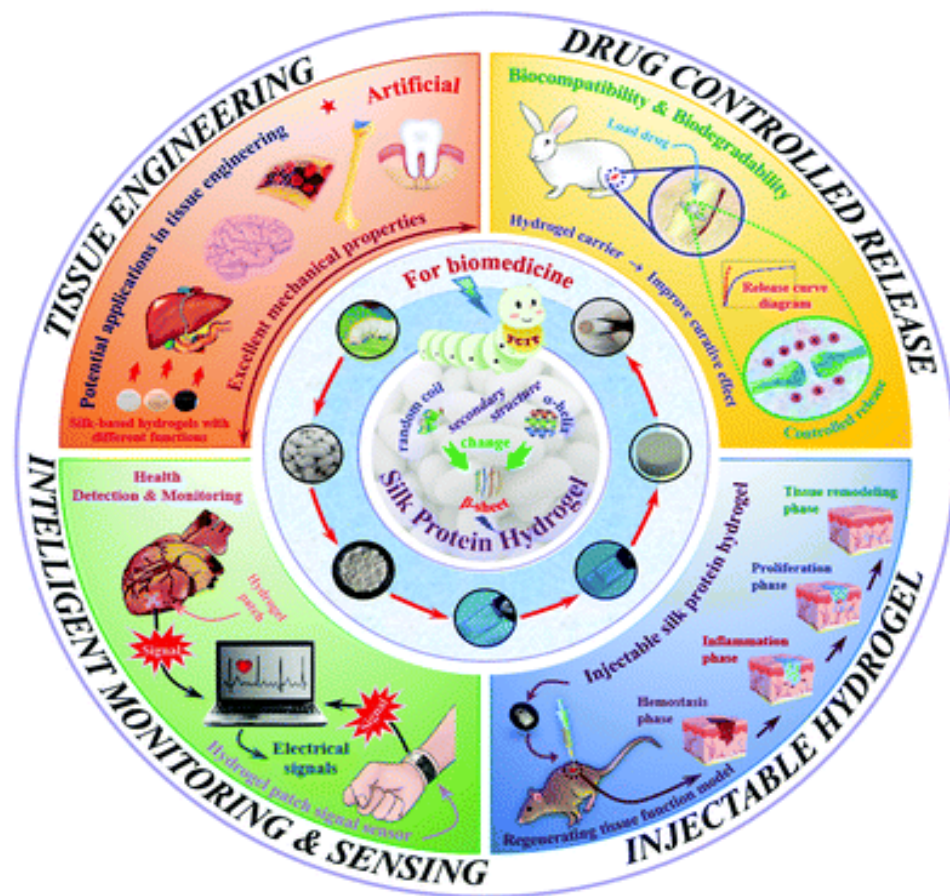 TISSUE ENGINEERING
Artificial
Potential applications in tissue engineering
Excellent mechanical properties
Silk-based hydrogels with
different functions
DRUG CONTROLLED RELEASE
Biocompatibility & Biodegradability
Load drug
Hydrogel carrier → Improve curative effect
Release curve
diagram
Controlled release
For biomedicine
YCIT
random coil
secondary
structure
α-helix
change
β-sheet
Silk Protein Hydrogel
INTELLIGENT MONITORING & SENSING
Health
Detection & Monitoring
Hydrogel
patch
Signal
Signal
Electrical
signals
Hydrogel patch signal sensor
INJECTABLE HYDROGEL
Injectable silk protein hydrogel
Tissue remodeling
phase
Proliferation
phase
Inflammation
phase
Hemostasis
phase
Regenerating tissue function model